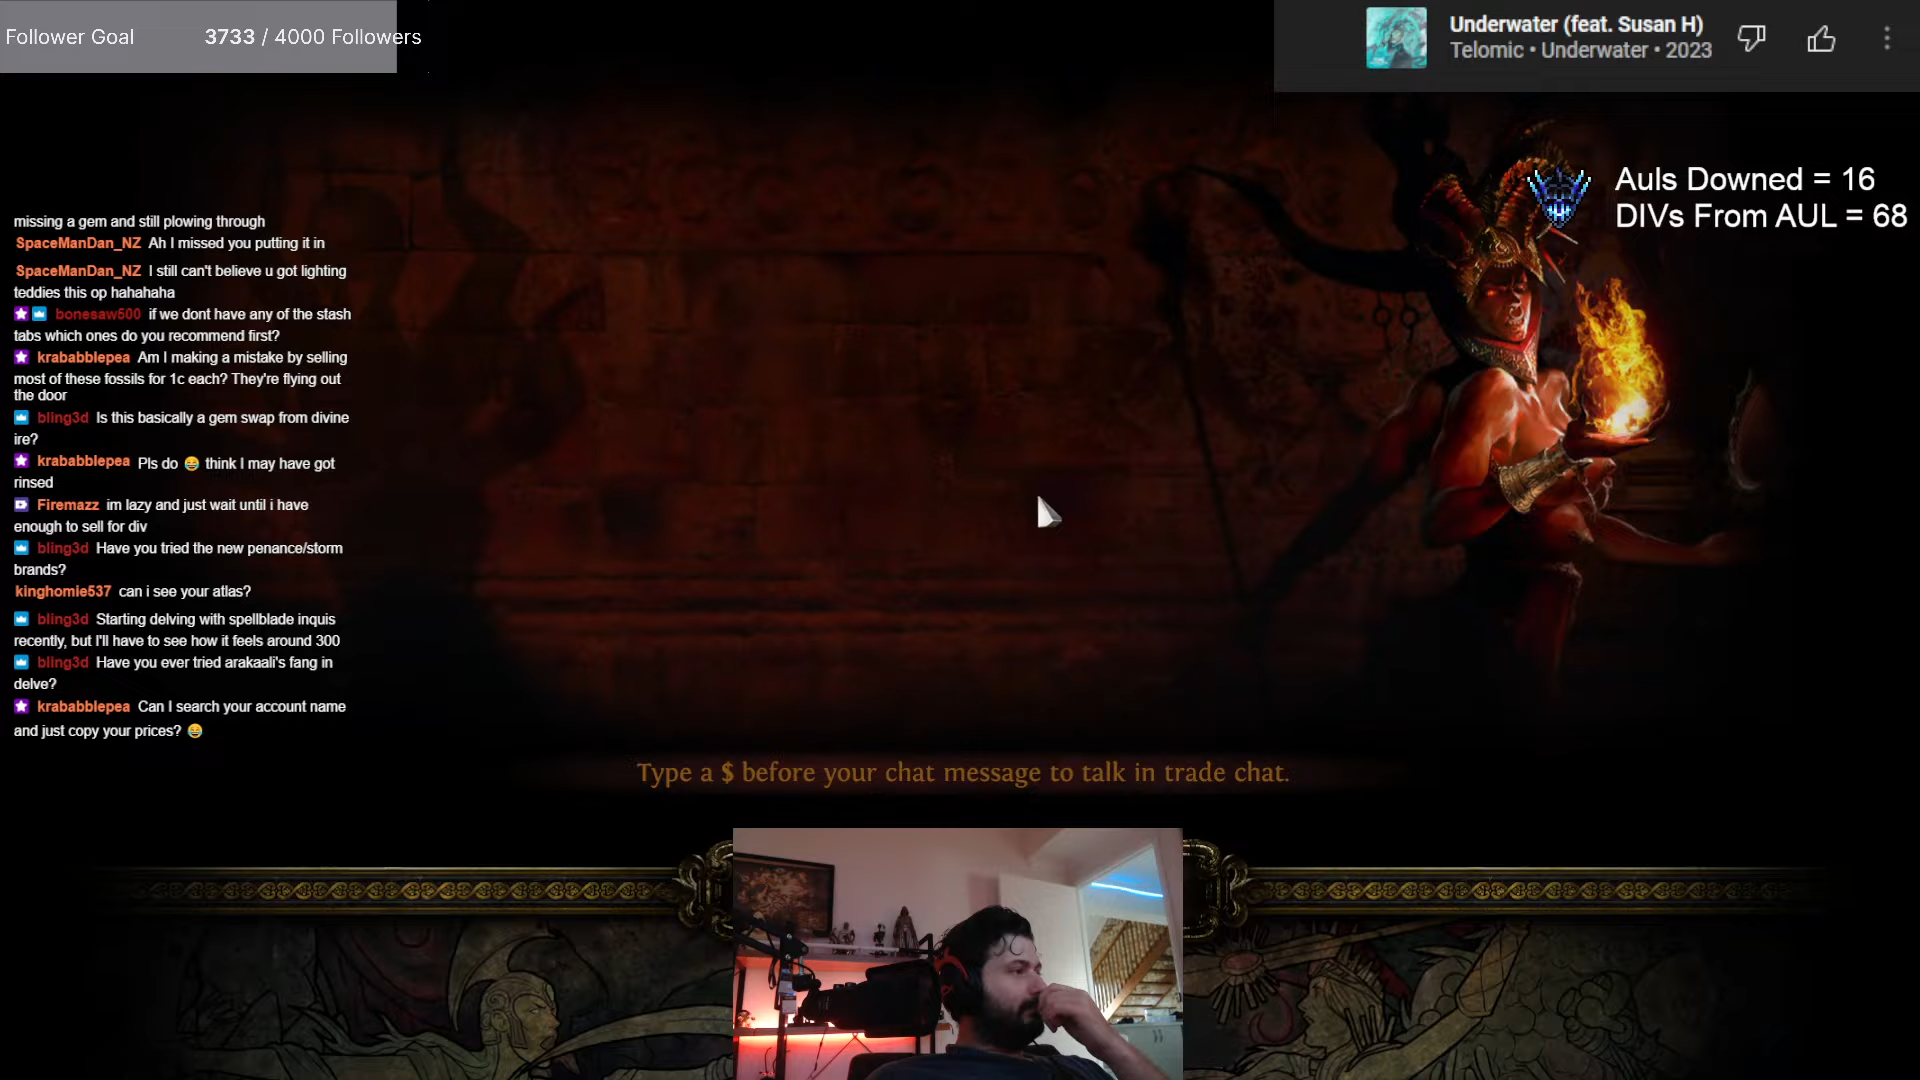 Follower Goal 3733 / 4000 Followers
Underwater (feat. Susan H)
Telomic • Underwater • 2023
Auls Downed = 16
DIVs From AUL = 68
missing a gem and still plowing through
SpaceManDan_NZ Ah I missed you putting it in
SpaceManDan_NZ I still can't believe u got lighting
teddies this op hahahaha
bonesaw500 if we dont have any of the stash
tabs which ones do you recommend first?
krababblepea Am I making a mistake by selling
most of these fossils for 1c each? They're flying out
the door
bling3d Is this basically a gem swap from divine
ire?
krababblepea Pls do 😂 think I may have got
rinsed
Firemazz im lazy and just wait until i have
enough to sell for div
bling3d Have you tried the new penance/storm
brands?
kinghomie537 can i see your atlas?
bling3d Starting delving with spellblade inquis
recently, but I'll have to see how it feels around 300
bling3d Have you ever tried arakaali's fang in
delve?
krababblepea Can I search your account name
and just copy your prices? 😂
Type a $ before your chat message to talk in trade chat.